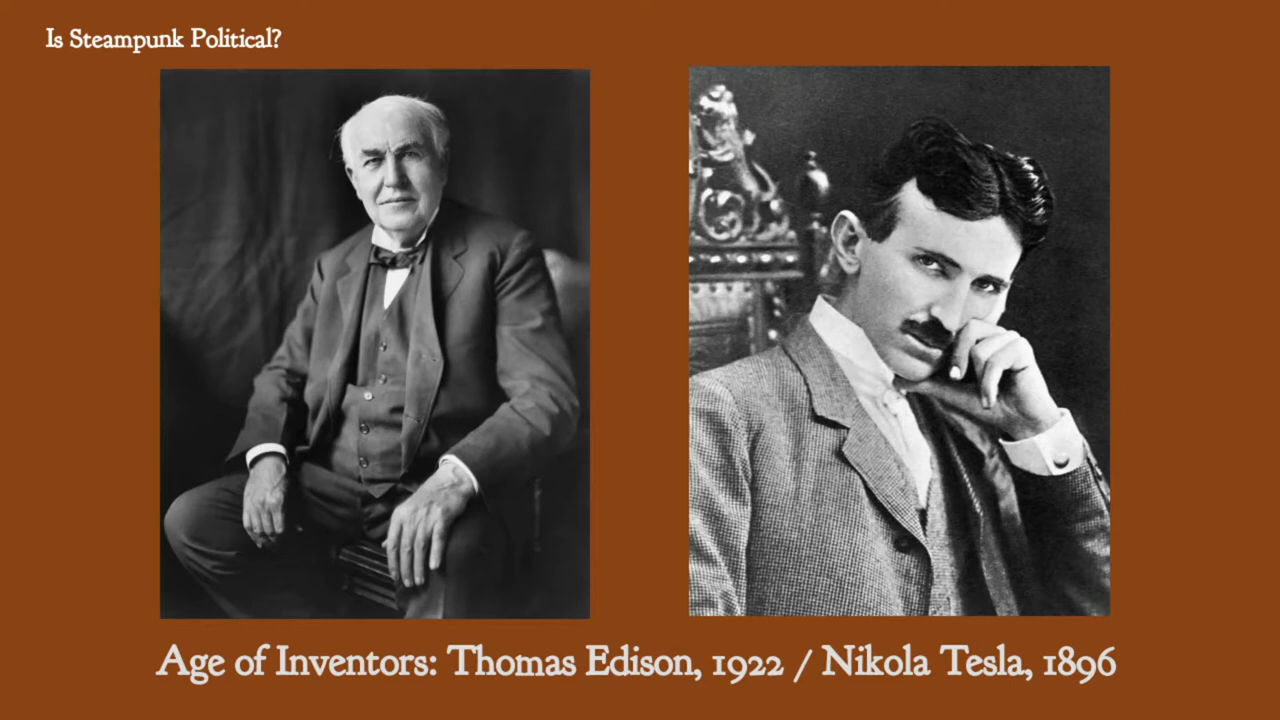 Is Steampunk Political?
Age of Inventors: Thomas Edison, 1922 / Nikola Tesla, 1896